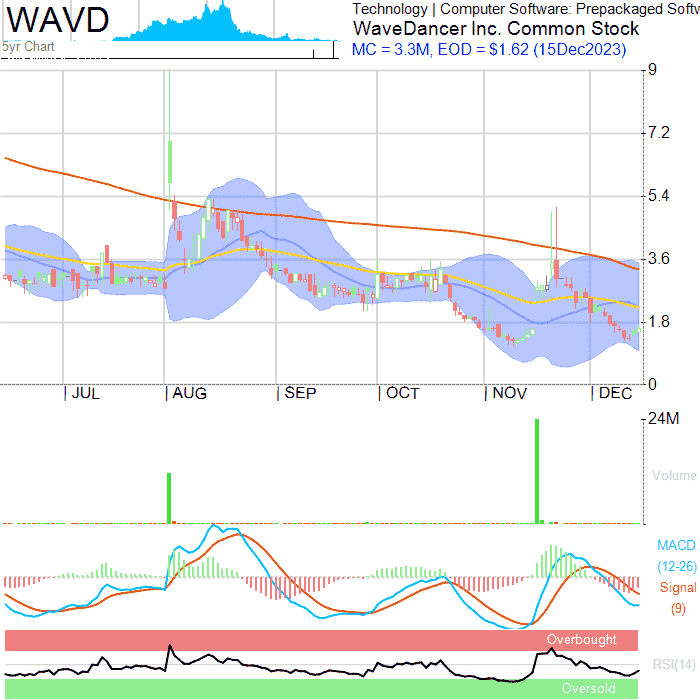 WAVD
Technology | Computer Software: Prepackaged Softw
WaveDancer Inc. Common Stock
5yr Chart
MC = 3.3M, EOD = $1.62 (15Dec2023)
9
7.2
5.4
3.6
1.8
0
| JUL | AUG | SEP | OCT | NOV | DEC
24M
Volume
MACD
(12-26)
Signal
(9)
Overbought
RSI(14)
Oversold